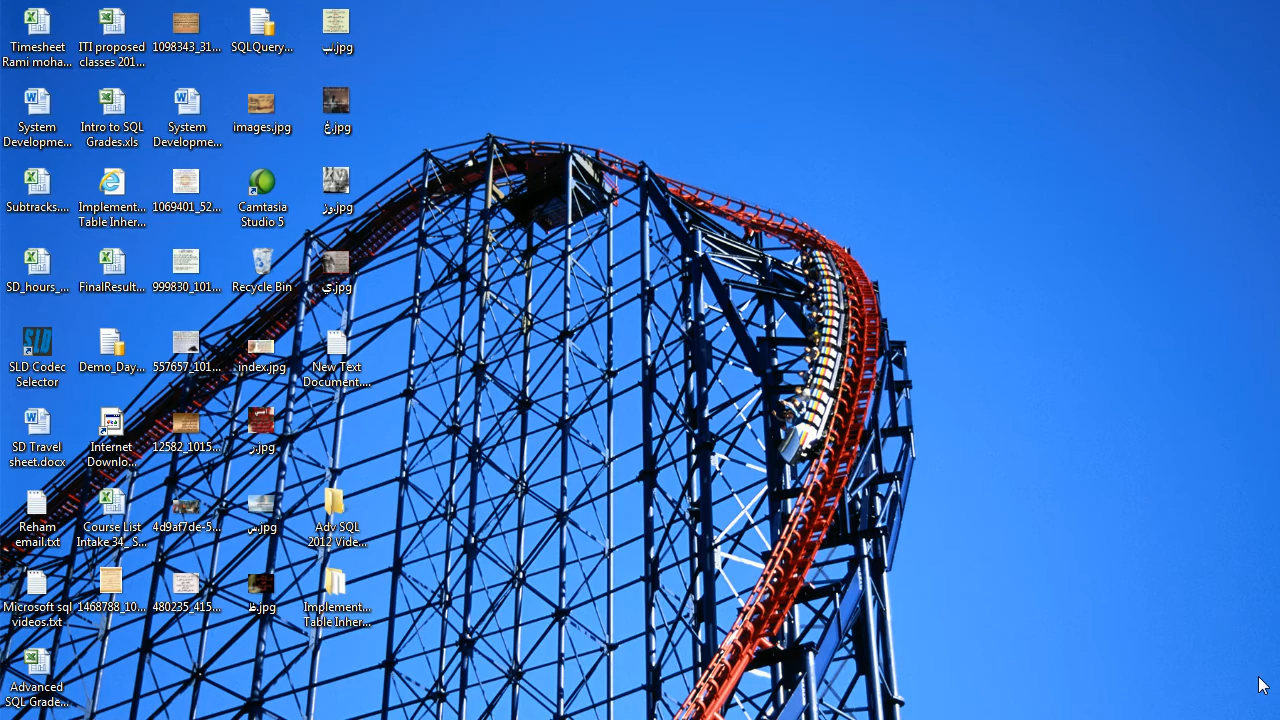 Timesheet
Rami moha...
System
Developme...
Subtracks....
SD_hours_...
SLD
SLD Codec
Selector
SD Travel
sheet.docx
Reham
email.txt
Microsoft sql
videos.txt
Advanced
SQL Grade...
ITI proposed
classes 201...
Intro to SQL
Grades.xls
Implement...
Table Inher...
FinalResult...
Demo_Day...
Internet
Downlo...
Course List
Intake 34_ S...
1468788_10...
1098343_31...
System
Developme...
1069401_52...
999830_101...
557657_101...
12582_1015...
4d9af7de-5...
480235_415...
SQLQuery...
images.jpg
Camtasia
Studio 5
Recycle Bin
index.jpg
ر.jpg
س.jpg
ظ.jpg
لب.jpg
غ.jpg
وز.jpg
ي.jpg
New Text
Document....
Adv SQL
2012 Vide...
Implement...
Table Inher...